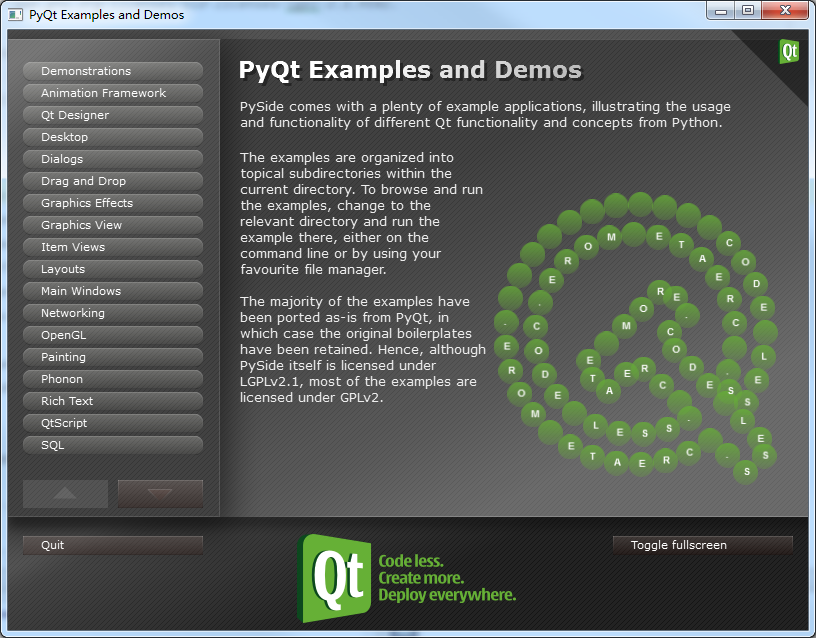 PyQt Examples and Demos
Qt
PyQt Examples and Demos
Demonstrations
Animation Framework
Qt Designer
Desktop
Dialogs
Drag and Drop
Graphics Effects
Graphics View
Item Views
Layouts
Main Windows
Networking
OpenGL
Painting
Phonon
Rich Text
QtScript
SQL
PySide comes with a plenty of example applications, illustrating the usage
and functionality of different Qt functionality and concepts from Python.
The examples are organized into
topical subdirectories within the
current directory. To browse and run
the examples, change to the
relevant directory and run the
example there, either on the
command line or by using your
favourite file manager.
The majority of the examples have
been ported as-is from PyQt, in
which case the original boilerplates
have been retained. Hence, although
PySide itself is licensed under
LGPLv2.1, most of the examples are
licensed under GPLv2.
Quit
Qt
Code less.
Create more.
Deploy everywhere.
Toggle fullscreen